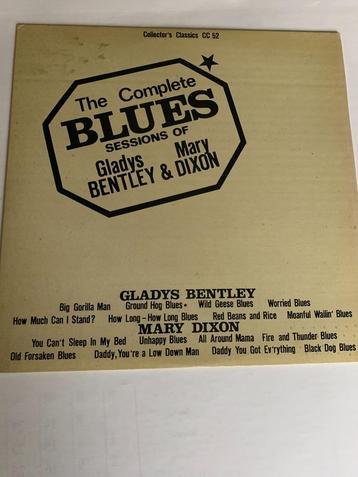 Collector's Classics CC 52
The Complete
BLUES
SESSIONS OF
Gladys Mary
BENTLEY & DIXON
GLADYS BENTLEY
Big Gorilla Man Ground Hog Blues Wild Geese Blues Worried Blues
How Much Can I Stand? How Long-How Long Blues Red Beans and Rice Moanful Wailin' Blues
MARY DIXON
You Can't Sleep In My Bed Unhappy Blues All Around Mama Fire and Thunder Blues
Old Forsaken Blues Daddy, You're a Low Down Man Daddy You Got Ev'rything Black Dog Blues